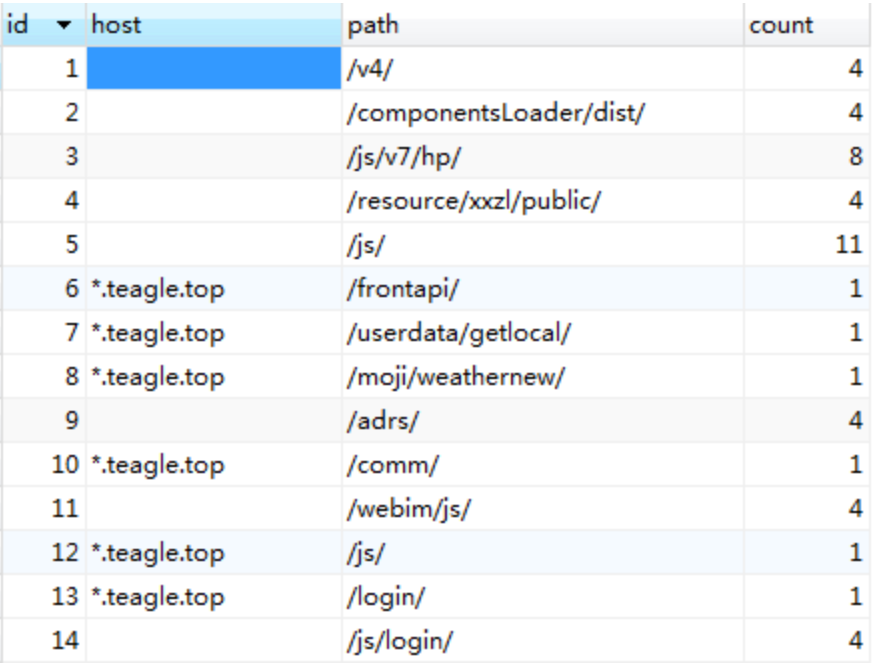 id host path count
1 /v4/ 4
2 /componentsLoader/dist/ 4
3 /js/v7/hp/ 8
4 /resource/xxzl/public/ 4
5 /js/ 11
6 *.teagle.top /frontapi/ 1
7 *.teagle.top /userdata/getlocal/ 1
8 *.teagle.top /moji/weathernew/ 1
9 /adrs/ 4
10 *.teagle.top /comm/ 1
11 /webim/js/ 4
12 *.teagle.top /js/ 1
13 *.teagle.top /login/ 1
14 /js/login/ 4